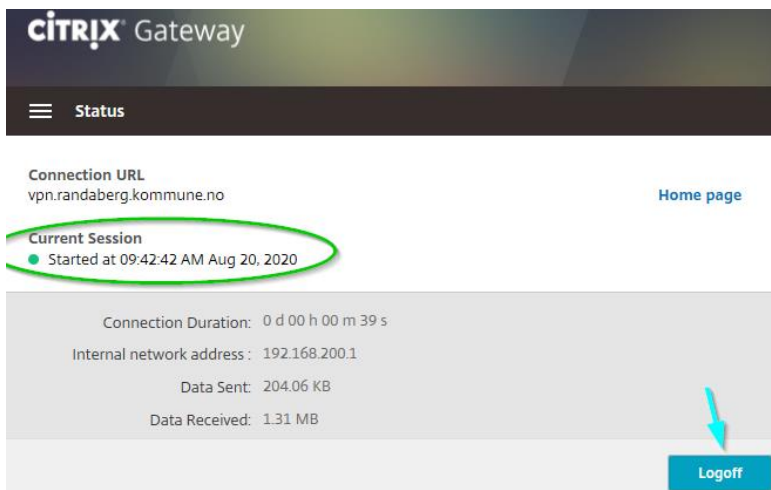 CİTRIX Gateway
Status
Connection URL
vpn.randaberg.kommune.no
Home page
Current Session
Started at 09:42:42 AM Aug 20, 2020
Connection Duration: 0 d 00 h 00 m 39 s
Internal network address : 192.168.200.1
Data Sent: 204.06 KB
Data Received: 1.31 MB
Logoff